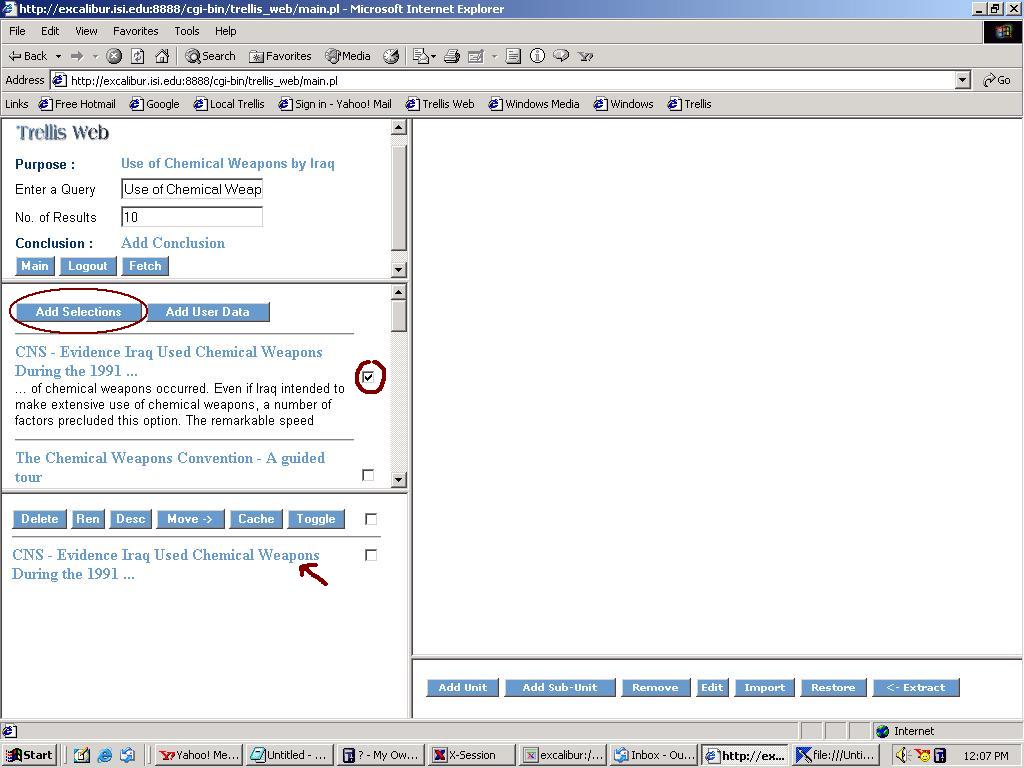 http://excalibur.isi.edu:8888/cgi-bin/trellis_web/main.pl - Microsoft Internet Explorer
File Edit View Favorites Tools Help
Back Search Favorites Media
Address http://excalibur.isi.edu:8888/cgi-bin/trellis_web/main.pl Go
Links Free Hotmail Google Local Trellis Sign in - Yahoo! Mail Trellis Web Windows Media Windows Trellis
Trellis Web
Purpose : Use of Chemical Weapons by Iraq
Enter a Query Use of Chemical Weap
No. of Results 10
Conclusion : Add Conclusion
Main Logout Fetch
Add Selections Add User Data
CNS - Evidence Iraq Used Chemical Weapons
During the 1991 ...
... of chemical weapons occurred. Even if Iraq intended to
make extensive use of chemical weapons, a number of
factors precluded this option. The remarkable speed
The Chemical Weapons Convention - A guided
tour
Delete Ren Desc Move -> Cache Toggle
CNS - Evidence Iraq Used Chemical Weapons
During the 1991 ...
Add Unit Add Sub-Unit Remove Edit Import Restore <- Extract
Internet
Start Yahoo! Me... Untitled - ... ? - My Ow... X-Session excalibur:/... Inbox - Ou... http://ex... file:///Unti... 12:07 PM